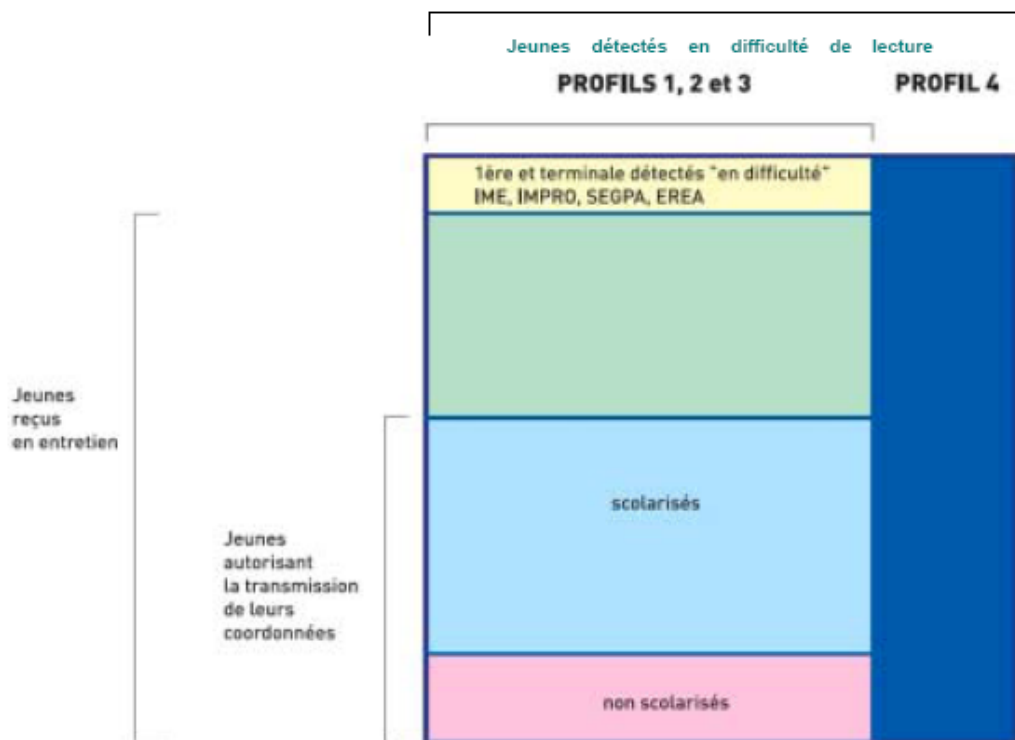 Jeunes détectés en difficulté de lecture
PROFILS 1, 2 et 3
PROFIL 4
1ère et terminale détectés "en difficulté"
IME, IMPRO, SEGPA, EREA
Jeunes
reçus
en entretien
scolarisés
Jeunes
autorisant
la transmission
de leurs
coordonnées
non scolarisés